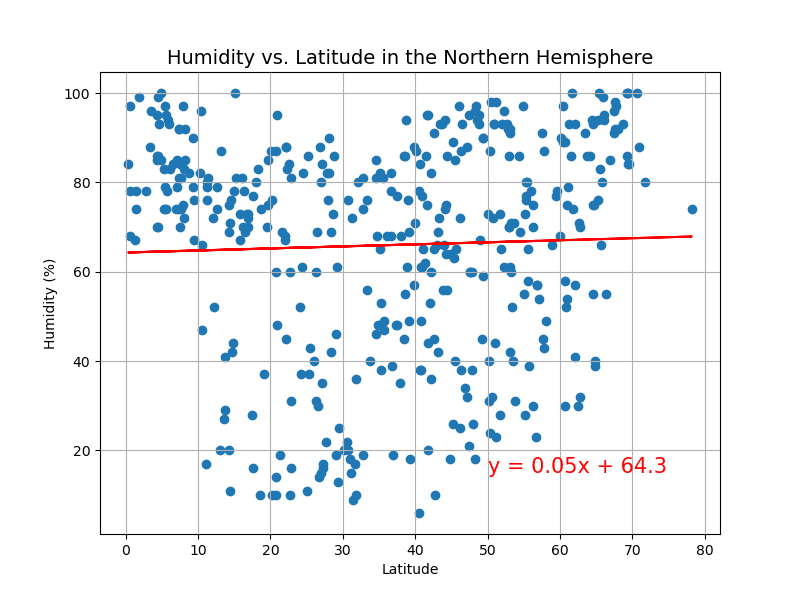 Humidity vs. Latitude in the Northern Hemisphere
Humidity (%)
100
80
60
40
20
y = 0.05x + 64.3
0 10 20 30 40 50 60 70 80
Latitude